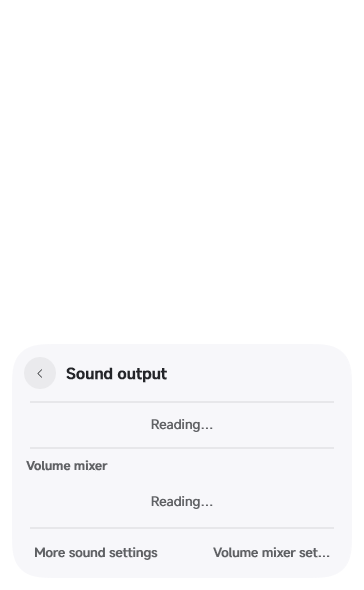 Sound output
Reading...
Volume mixer
Reading...
More sound settings
Volume mixer set...